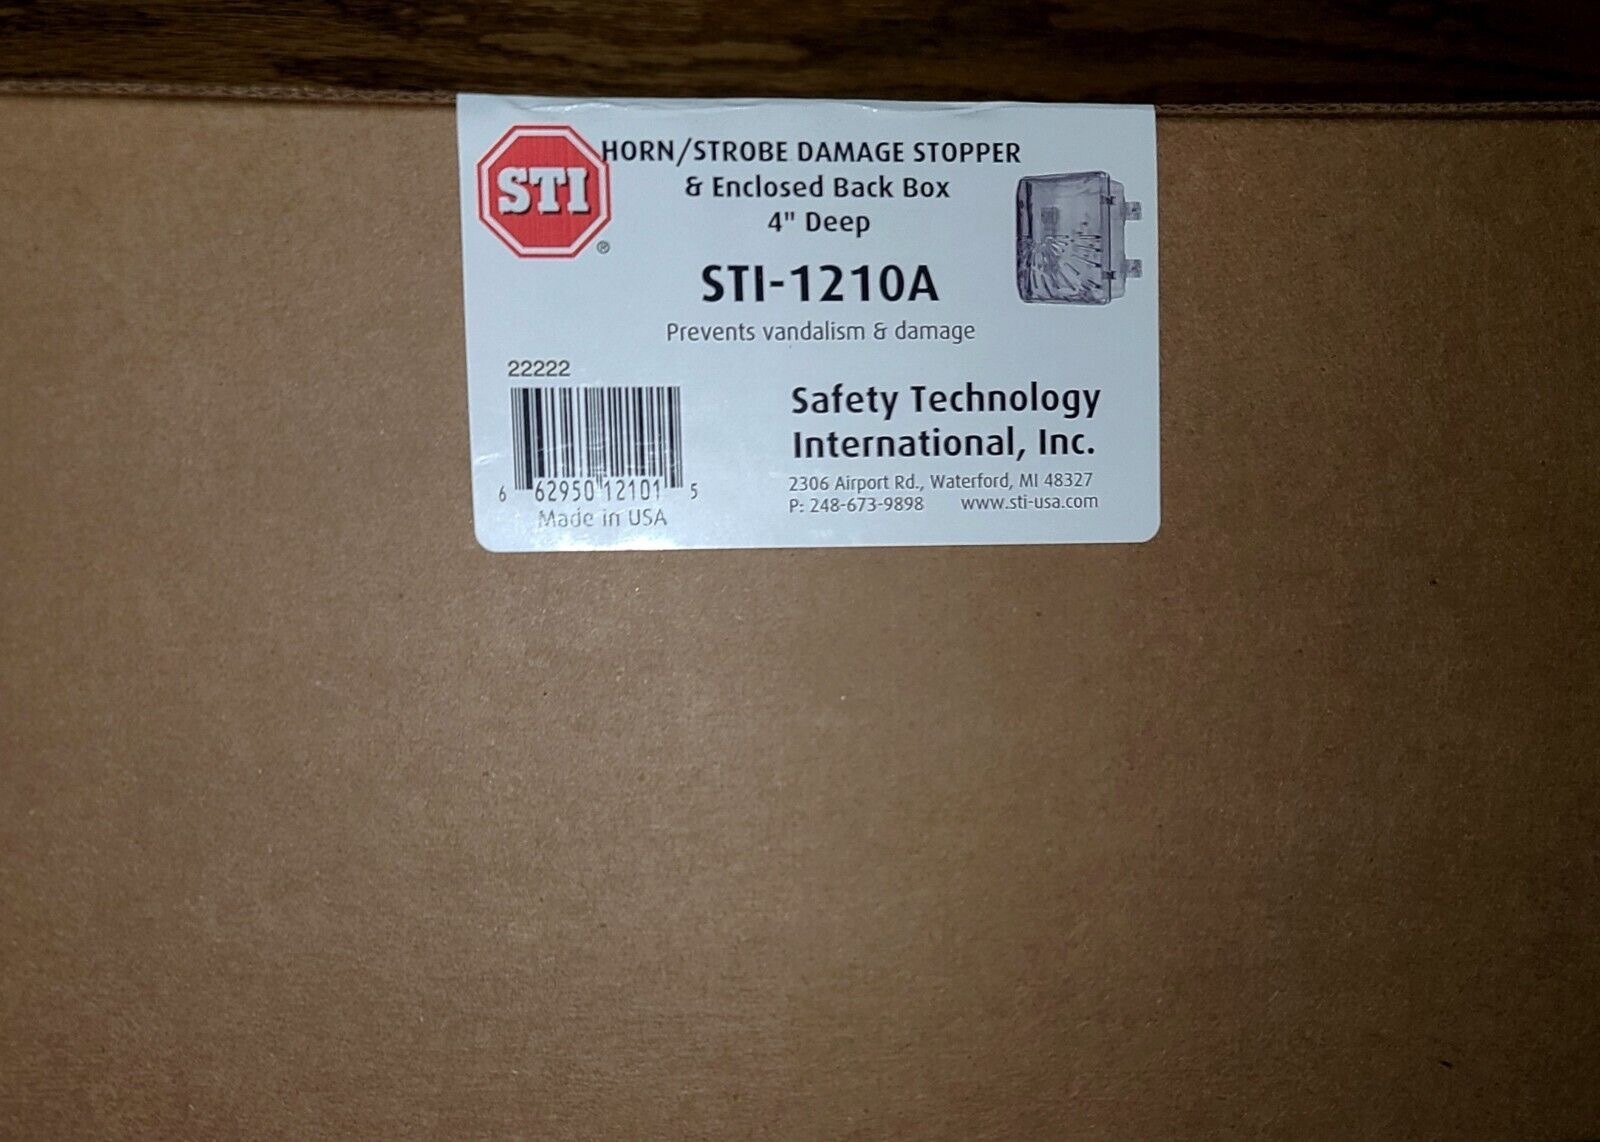 STI
®
HORN/STROBE DAMAGE STOPPER
& Enclosed Back Box
4" Deep
STI-1210A
Prevents vandalism & damage
22222
6 62950 12101 5
Made in USA
Safety Technology
International, Inc.
2306 Airport Rd., Waterford, MI 48327
P: 248-673-9898 www.sti-usa.com